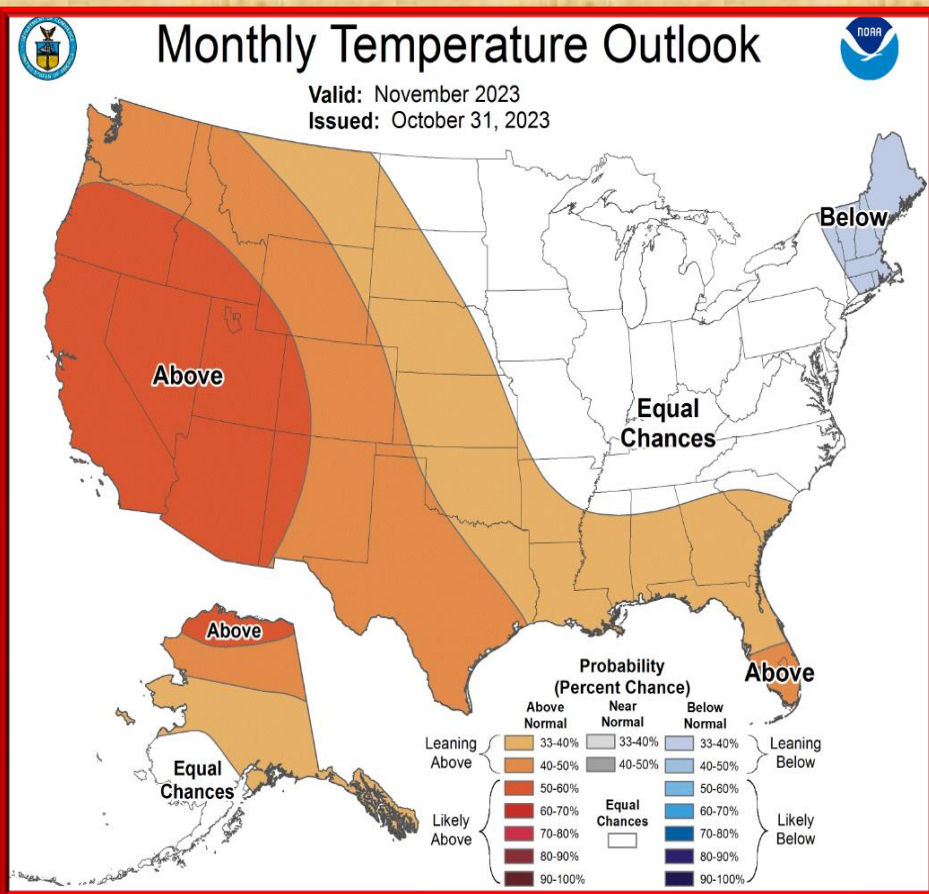 Monthly Temperature Outlook
NOAA
Valid: November 2023
Issued: October 31, 2023
Below
Above
Equal
Chances
Above
Above
Equal
Chances
Probability
(Percent Chance)
Above
Normal
Near
Normal
Below
Normal
Leaning
Above
33-40%
33-40%
33-40%
Leaning
Below
40-50%
40-50%
40-50%
Likely
Above
50-60%
50-60%
60-70%
Equal
Chances
60-70%
Likely
Below
70-80%
70-80%
80-90%
80-90%
90-100%
90-100%